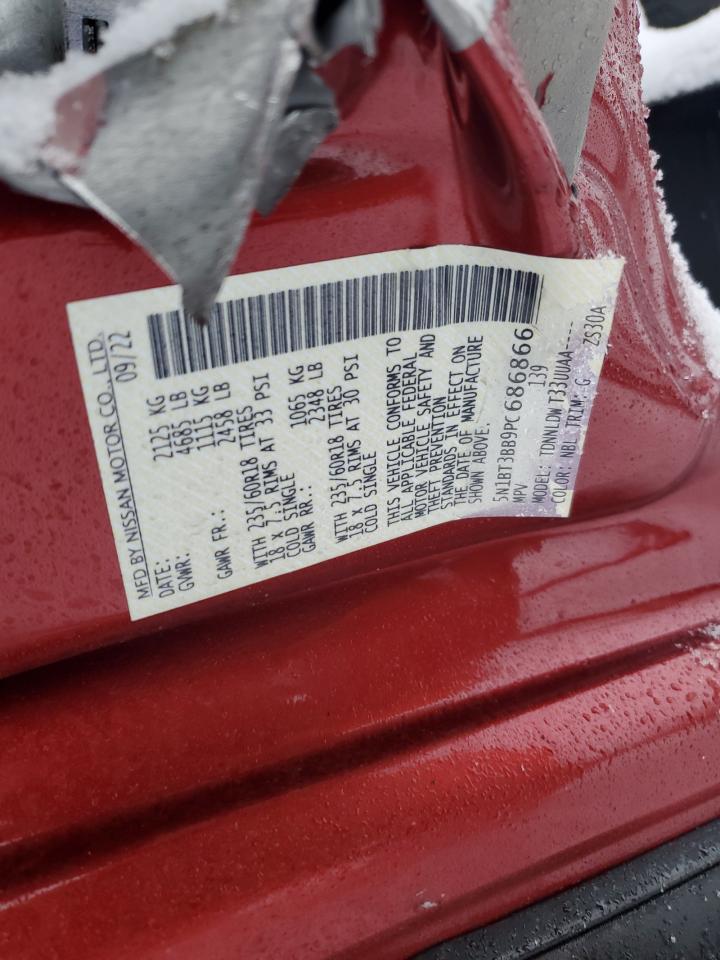 MFD BY NISSAN MOTOR CO., LTD.
DATE: 09/22
GVWR: 2125 KG
4685 LB
GAWR FR.: 1115 KG
2458 LB
WITH 235/60R18 TIRES
18 X 7.5 RIMS AT 33 PSI
COLD SINGLE
GAWR RR.: 1065 KG
2348 LB
WITH 235/60R18 TIRES
18 X 7.5 RIMS AT 30 PSI
COLD SINGLE
THIS VEHICLE CONFORMS TO
ALL APPLICABLE FEDERAL
MOTOR VEHICLE SAFETY AND
THEFT PREVENTION
STANDARDS IN EFFECT ON
THE DATE OF MANUFACTURE
SHOWN ABOVE.
5N1BT3BB9PC686866
MPV 139
MODEL: TDNNLDWT33UUAA----
COLOR: NBL TRIM: G ZS30A